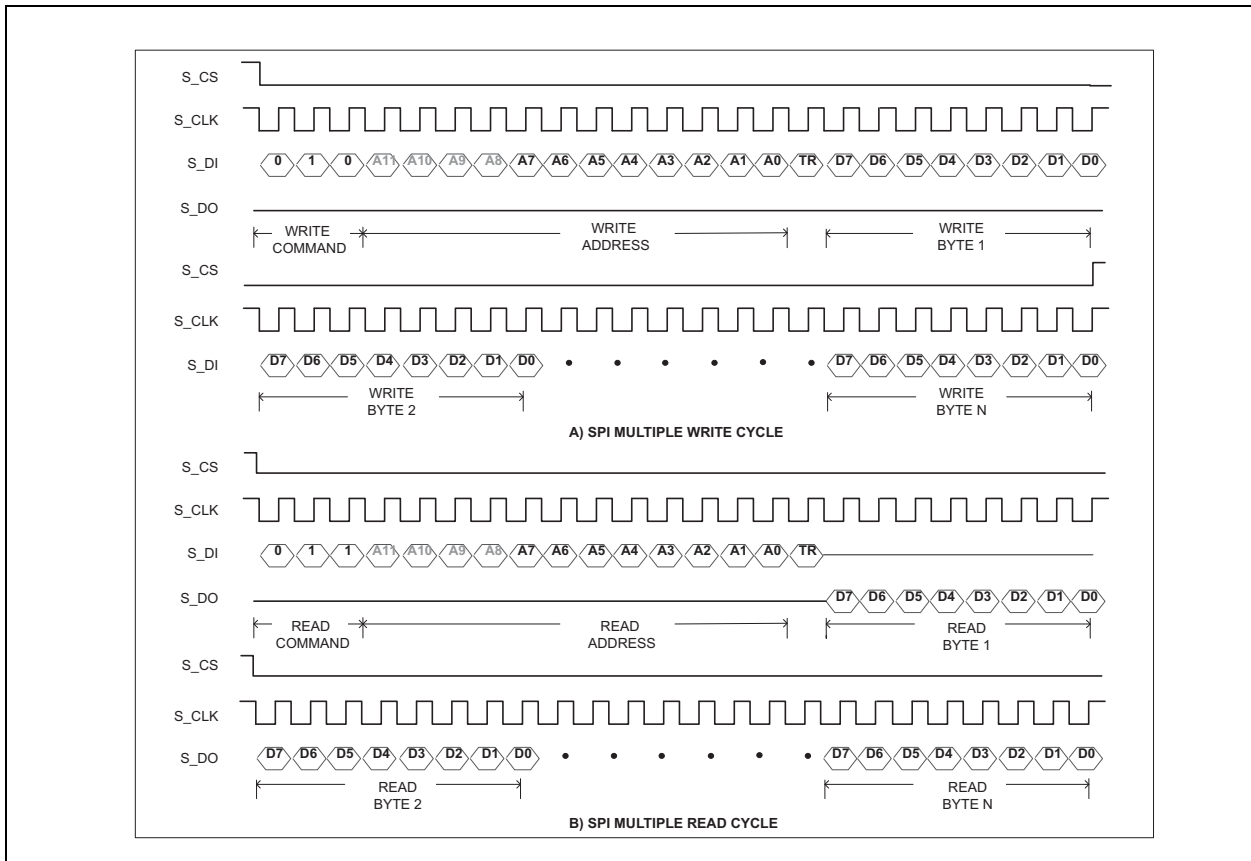 S_CS
S_CLK
S_DI 0 1 0 A11 A10 A9 A8 A7 A6 A5 A4 A3 A2 A1 A0 TR D7 D6 D5 D4 D3 D2 D1 D0
S_DO
WRITE COMMAND
WRITE ADDRESS
WRITE BYTE 1
S_CS
S_CLK
S_DI D7 D6 D5 D4 D3 D2 D1 D0 • • • • • • D7 D6 D5 D4 D3 D2 D1 D0
WRITE BYTE 2
WRITE BYTE N
A) SPI MULTIPLE WRITE CYCLE
S_CS
S_CLK
S_DI 0 1 1 A11 A10 A9 A8 A7 A6 A5 A4 A3 A2 A1 A0 TR
S_DO D7 D6 D5 D4 D3 D2 D1 D0
READ COMMAND
READ ADDRESS
READ BYTE 1
S_CS
S_CLK
S_DO D7 D6 D5 D4 D3 D2 D1 D0 • • • • • • D7 D6 D5 D4 D3 D2 D1 D0
READ BYTE 2
READ BYTE N
B) SPI MULTIPLE READ CYCLE